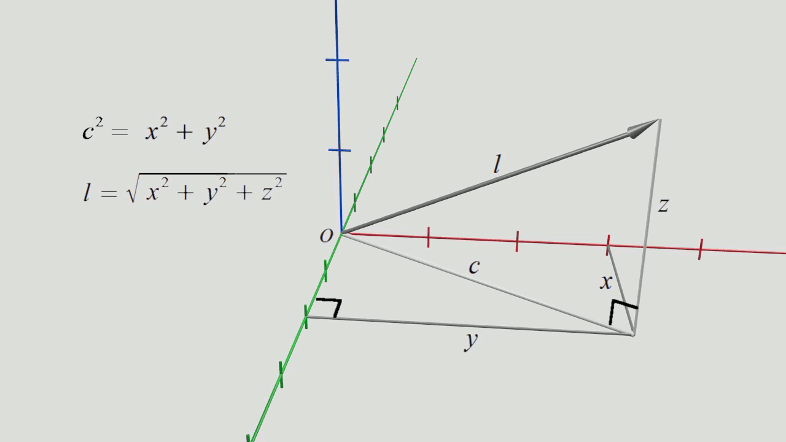 c² = x² + y²
l = √x² + y² + z²
l
z
O
c
x
y